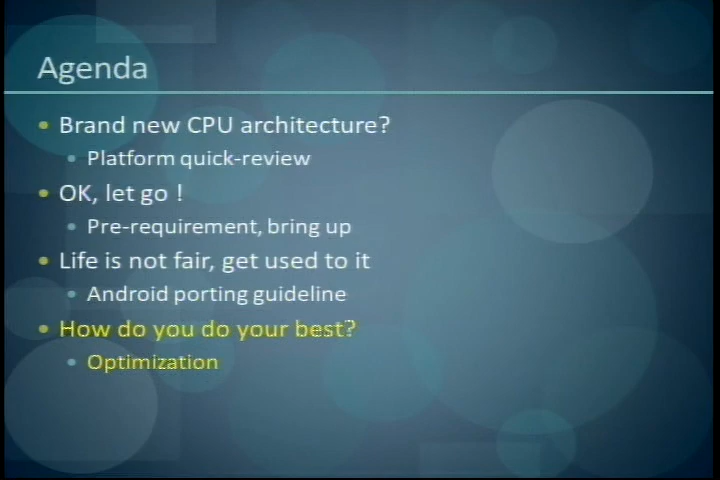 Agenda
Brand new CPU architecture?
Platform quick-review
OK, let go !
Pre-requirement, bring up
Life is not fair, get used to it
Android porting guideline
How do you do your best?
Optimization